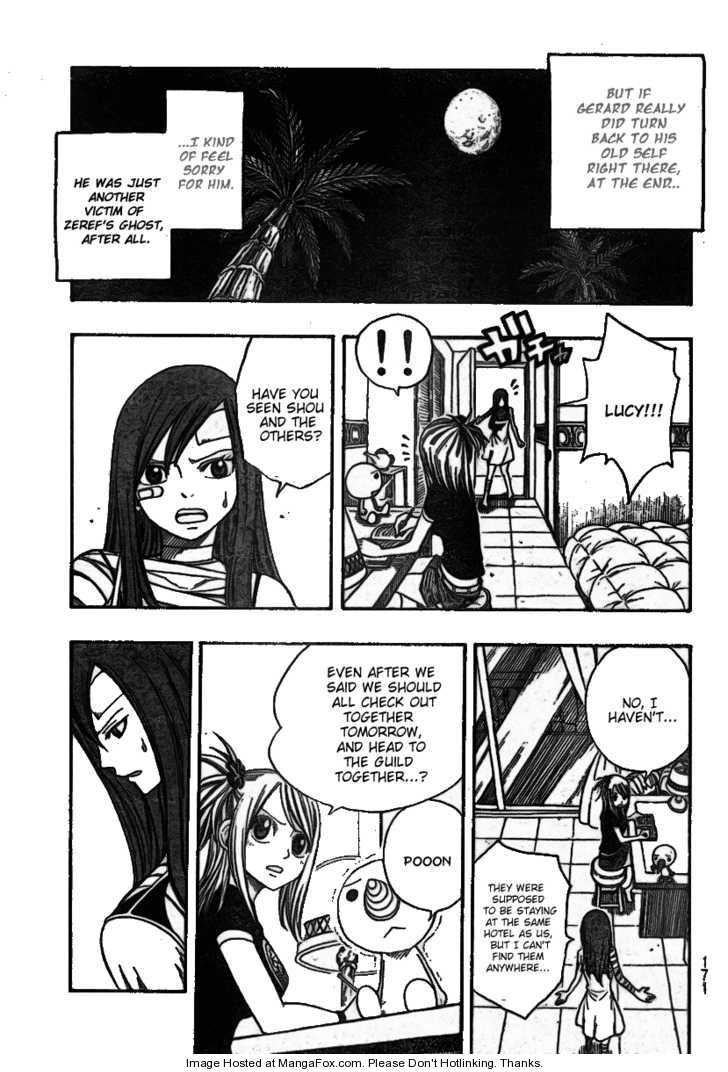 BUT IF
GERARD REALLY
DID TURN
BACK TO HIS
OLD SELF
RIGHT THERE,
AT THE END..
...I KIND
OF FEEL
SORRY
FOR HIM.
HE WAS JUST
ANOTHER
VICTIM OF
ZEREF'S GHOST,
AFTER ALL.
LUCY!!!
ガチャ
!!
HAVE YOU
SEEN SHOU
AND THE
OTHERS?
NO, I
HAVEN'T...
THEY WERE
SUPPOSED
TO BE STAYING
AT THE SAME
HOTEL AS US,
BUT I CAN'T
FIND THEM
ANYWHERE...
EVEN AFTER WE
SAID WE SHOULD
ALL CHECK OUT
TOGETHER
TOMORROW,
AND HEAD TO
THE GUILD
TOGETHER...?
POOON
171
Image Hosted at MangaFox.com. Please Don't Hotlinking. Thanks.